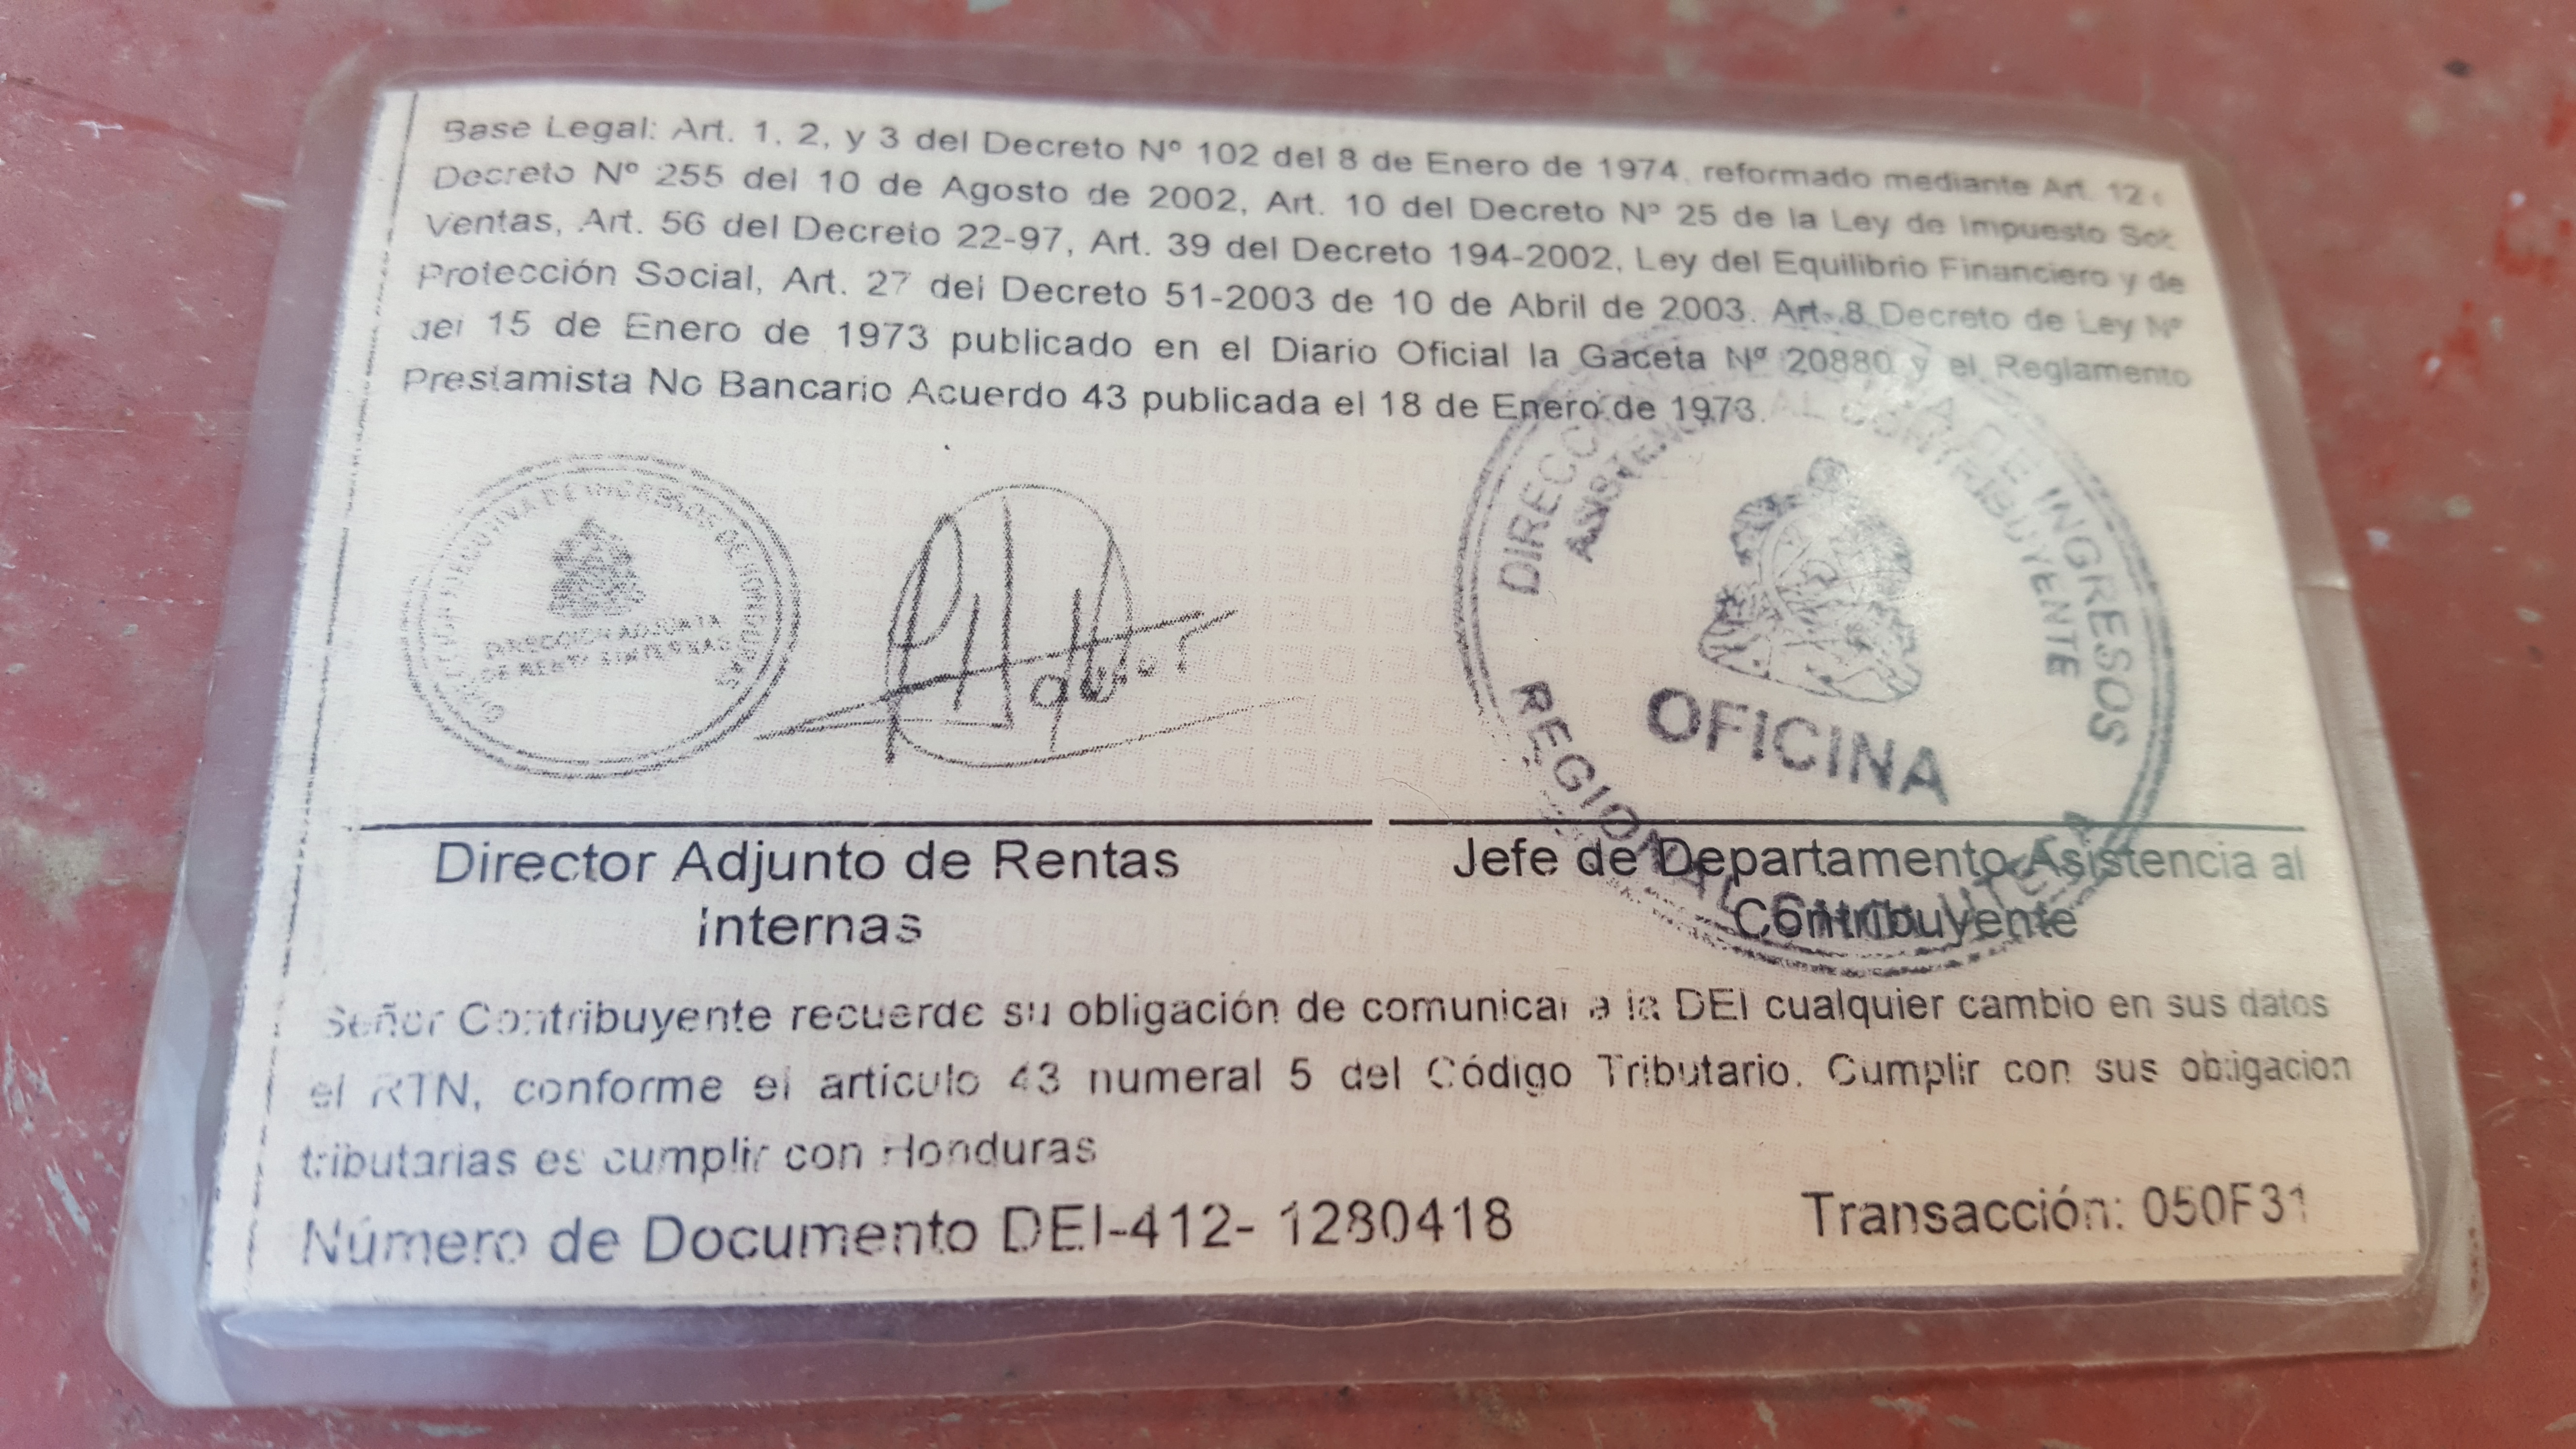 Base Legal: Art. 1, 2, y 3 del Decreto Nº 102 del 8 de Enero de 1974, reformado mediante Art. 12
Decreto Nº 255 del 10 de Agosto de 2002, Art. 10 del Decreto Nº 25 de la Ley de Impuesto Sob
Ventas, Art. 56 del Decreto 22-97, Art. 39 del Decreto 194-2002, Ley del Equilibrio Financiero y de
Protección Social, Art. 27 del Decreto 51-2003 de 10 de Abril de 2003. Art. 8 Decreto de Ley Nº
del 15 de Enero de 1973 publicado en el Diario Oficial la Gaceta Nº 20880 y el Reglamento
Prestamista No Bancario Acuerdo 43 publicada el 18 de Enero de 1973.
DIRECCIÓN ADJUNTA
DE RENTAS INTERNAS
DE INGRESOS
ASISTENCIA AL CONTRIBUYENTE
OFICINA
REGIONAL
Director Adjunto de Rentas
Internas
Jefe de Departamento Asistencia al
Contribuyente
Señor Contribuyente recuerde su obligación de comunicar a la DEI cualquier cambio en sus datos
el RTN, conforme el artículo 43 numeral 5 del Código Tributario. Cumplir con sus obligacion
tributarias es cumplir con Honduras
Número de Documento DEI-412- 1280418
Transacción: 050F31